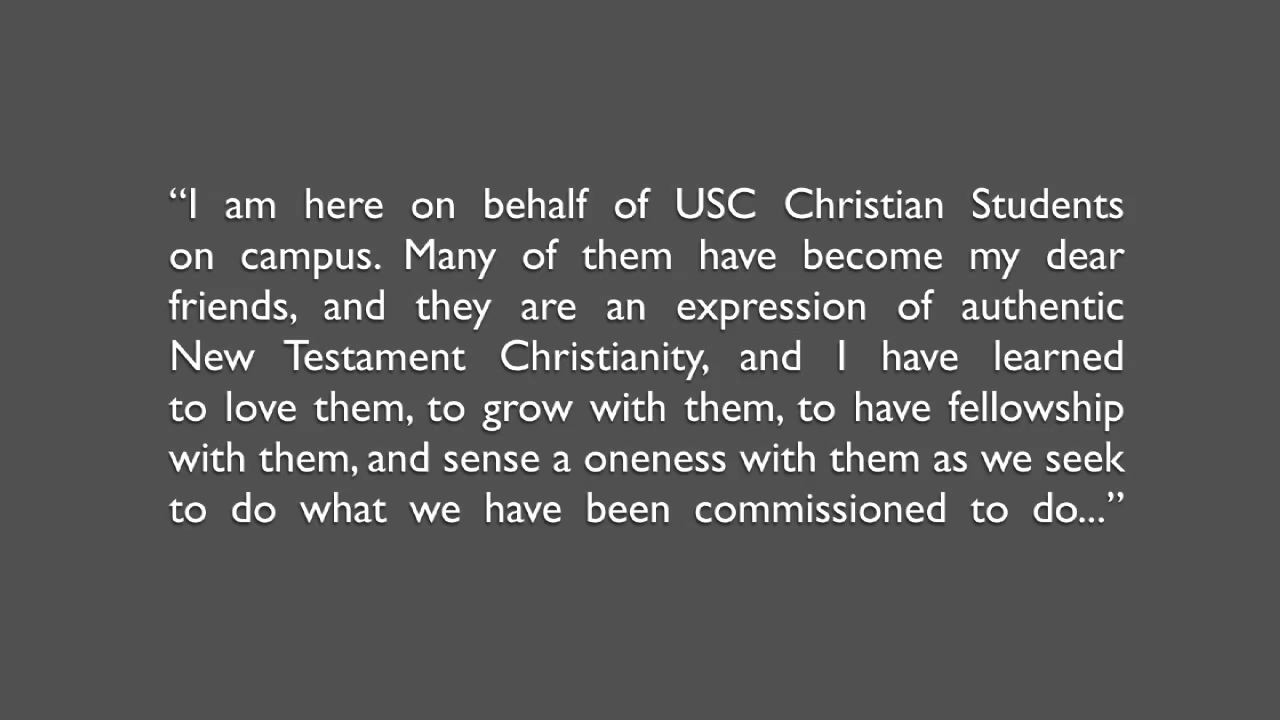 “I am here on behalf of USC Christian Students
on campus. Many of them have become my dear
friends, and they are an expression of authentic
New Testament Christianity, and I have learned
to love them, to grow with them, to have fellowship
with them, and sense a oneness with them as we seek
to do what we have been commissioned to do...”